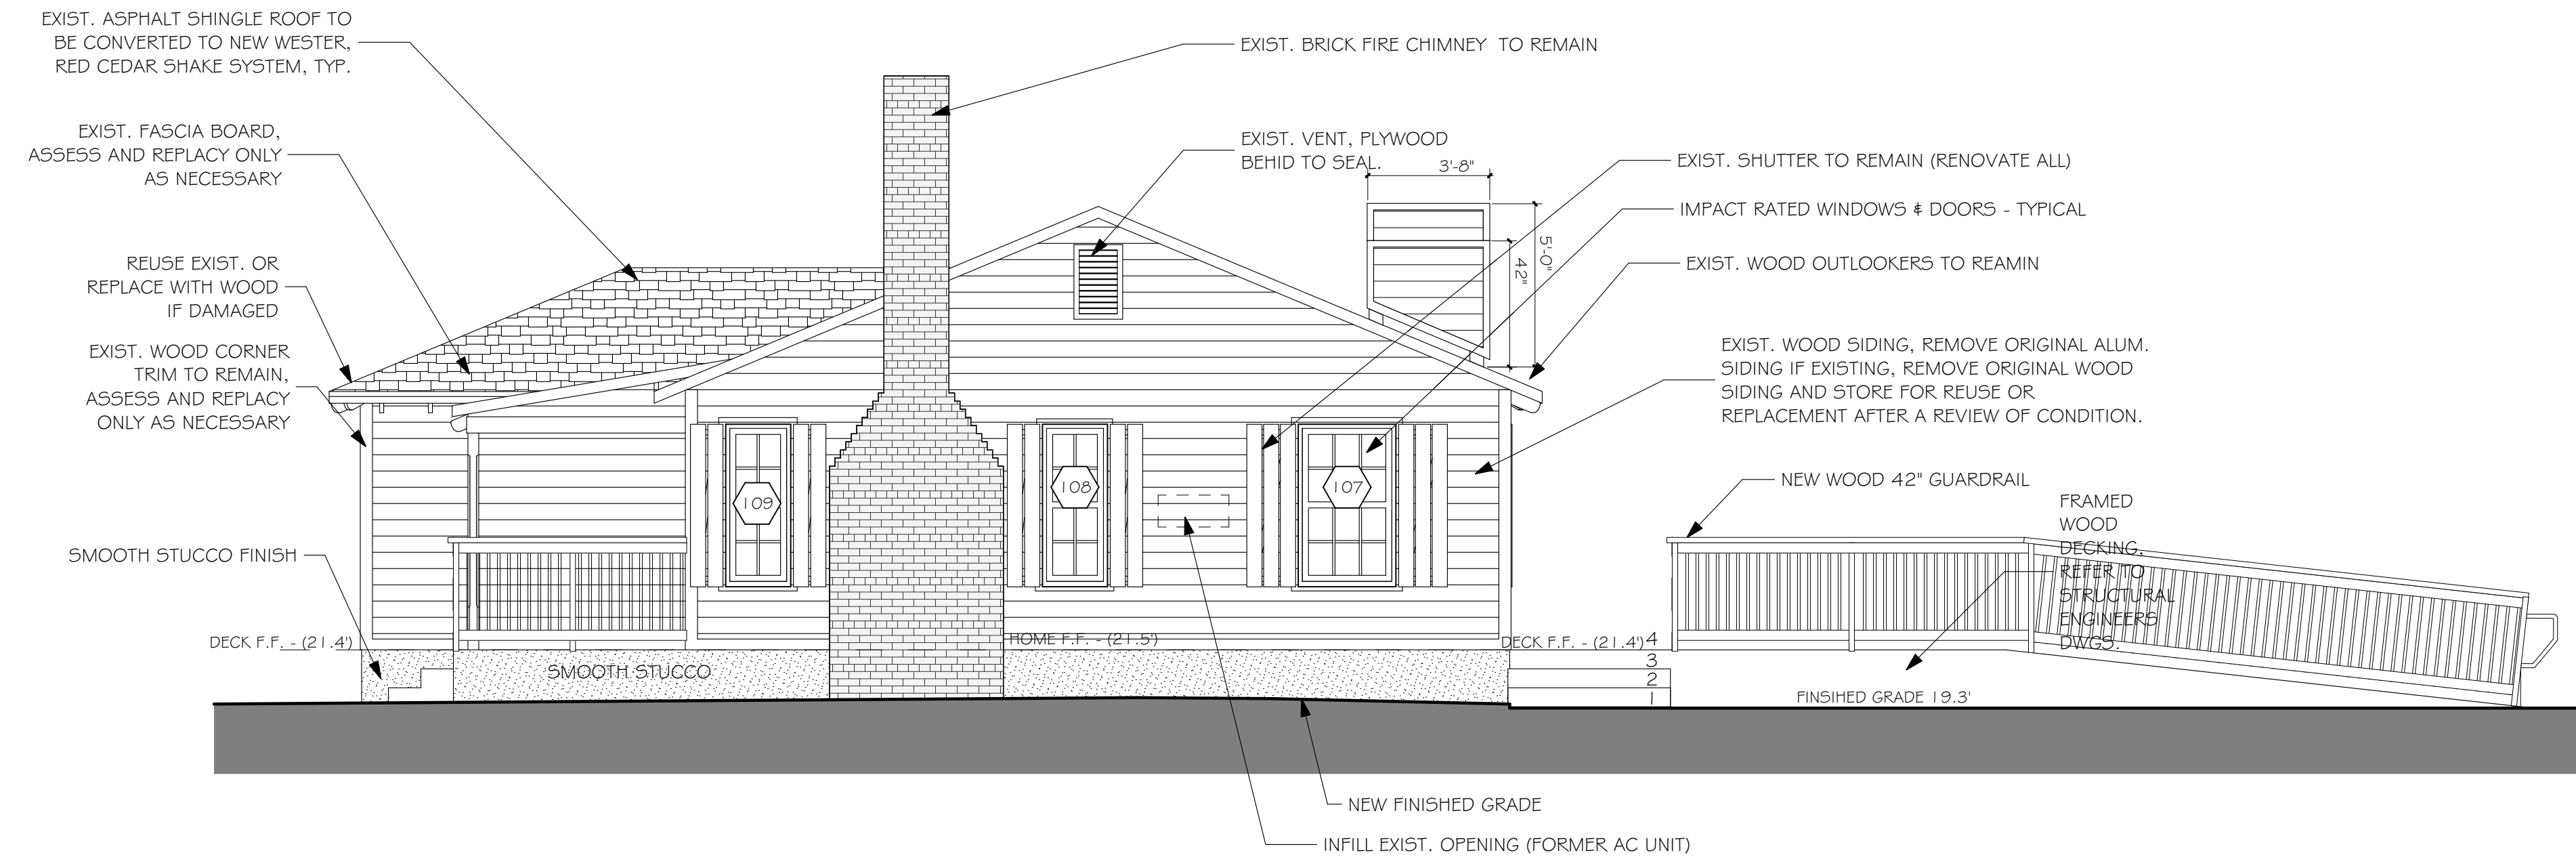 EXIST. ASPHALT SHINGLE ROOF TO
BE CONVERTED TO NEW WESTER,
RED CEDAR SHAKE SYSTEM, TYP.
EXIST. BRICK FIRE CHIMNEY TO REMAIN
EXIST. FASCIA BOARD,
ASSESS AND REPLACY ONLY
AS NECESSARY
EXIST. VENT, PLYWOOD
BEHID TO SEAL.
3'-8"
EXIST. SHUTTER TO REMAIN (RENOVATE ALL)
IMPACT RATED WINDOWS & DOORS - TYPICAL
5'-0"
42"
EXIST. WOOD OUTLOOKERS TO REAMIN
REUSE EXIST. OR
REPLACE WITH WOOD
IF DAMAGED
EXIST. WOOD CORNER
TRIM TO REMAIN,
ASSESS AND REPLACY
ONLY AS NECESSARY
EXIST. WOOD SIDING, REMOVE ORIGINAL ALUM.
SIDING IF EXISTING, REMOVE ORIGINAL WOOD
SIDING AND STORE FOR REUSE OR
REPLACEMENT AFTER A REVIEW OF CONDITION.
109
108
107
NEW WOOD 42" GUARDRAIL
FRAMED
WOOD
DECKING,
REFER TO
STRUCTURAL
ENGINEERS
DWGS.
SMOOTH STUCCO FINISH
DECK F.F. - (21.4')
HOME F.F. - (21.5')
DECK F.F. - (21.4')
4
3
2
1
SMOOTH STUCCO
FINSIHED GRADE 19.3'
NEW FINISHED GRADE
INFILL EXIST. OPENING (FORMER AC UNIT)